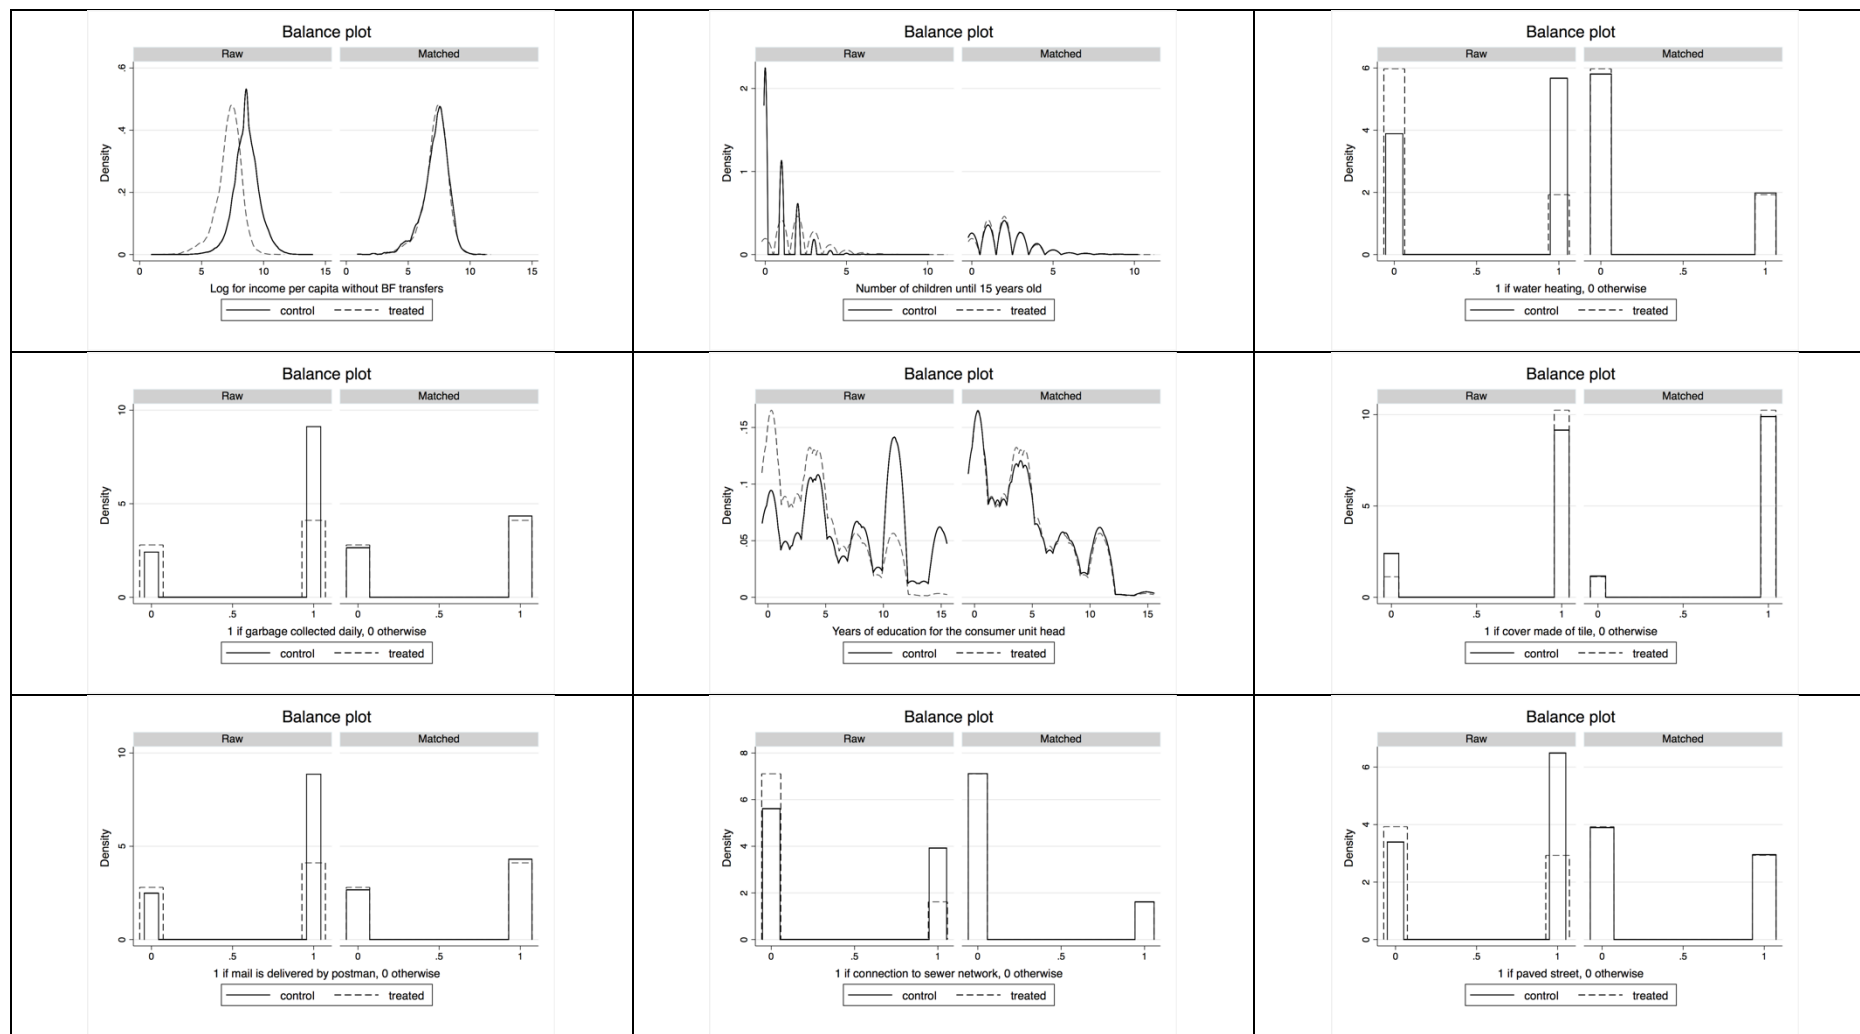 Balance plot
Raw Matched
Density
0 .2 .4 .6
0 5 10 15 0 5 10 15
Log for income per capita without BF transfers
control treated
Balance plot
Raw Matched
Density
0 1 2
0 5 10 0 5 10
Number of children until 15 years old
control treated
Balance plot
Raw Matched
Density
0 2 4 6
0 .5 1 0 .5 1
1 if water heating, 0 otherwise
control treated
Balance plot
Raw Matched
Density
0 5 10
0 .5 1 0 .5 1
1 if garbage collected daily, 0 otherwise
control treated
Balance plot
Raw Matched
Density
0 .05 .1 .15
0 5 10 15 0 5 10 15
Years of education for the consumer unit head
control treated
Balance plot
Raw Matched
Density
0 5 10
0 .5 1 0 .5 1
1 if cover made of tile, 0 otherwise
control treated
Balance plot
Raw Matched
Density
0 5 10
0 .5 1 0 .5 1
1 if mail is delivered by postman, 0 otherwise
control treated
Balance plot
Raw Matched
Density
0 2 4 6 8
0 .5 1 0 .5 1
1 if connection to sewer network, 0 otherwise
control treated
Balance plot
Raw Matched
Density
0 2 4 6
0 .5 1 0 .5 1
1 if paved street, 0 otherwise
control treated